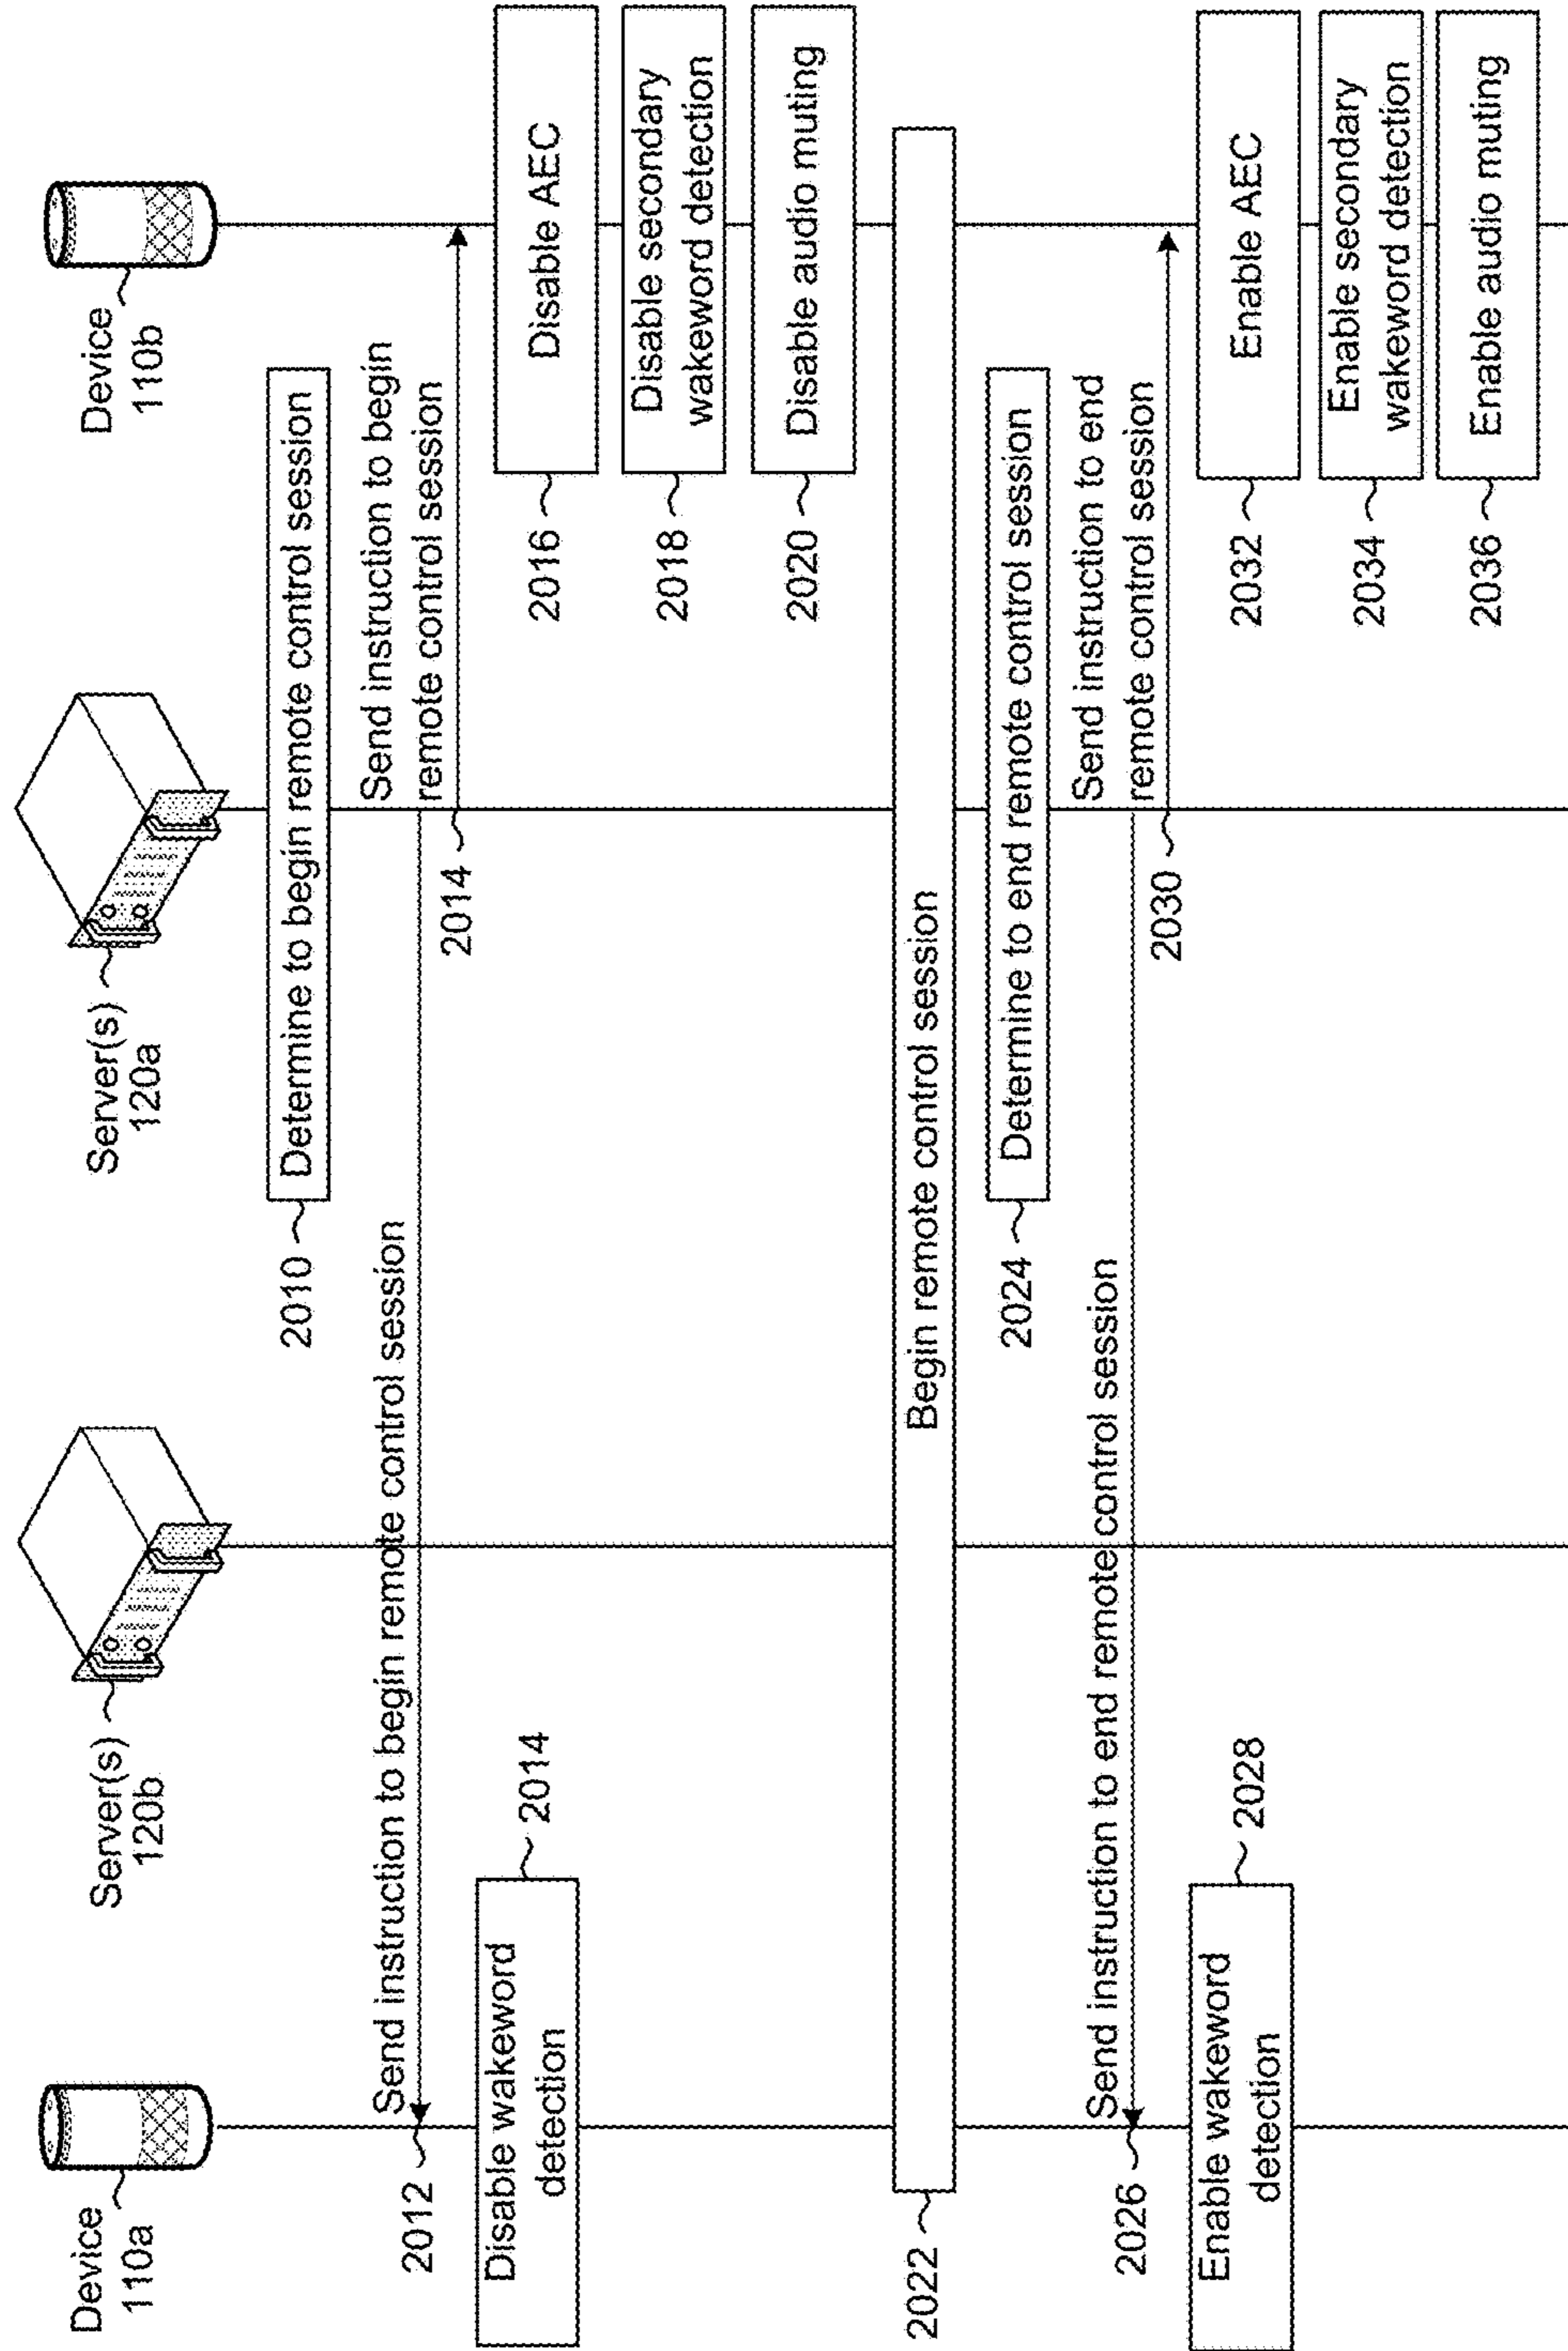 Device
110a
Server(s)
120b
Server(s)
120a
Device
110b
2010
Determine to begin remote control session
Send instruction to begin remote control session
2012
Send instruction to begin
remote control session
2014
Disable wakeword
detection
2014
Disable AEC
2016
Disable secondary
wakeword detection
2018
Disable audio muting
2020
Begin remote control session
2022
2024
Determine to end remote control session
Send instruction to end remote control session
2026
Send instruction to end
remote control session
2030
Enable wakeword
detection
2028
Enable AEC
2032
Enable secondary
wakeword detection
2034
Enable audio muting
2036